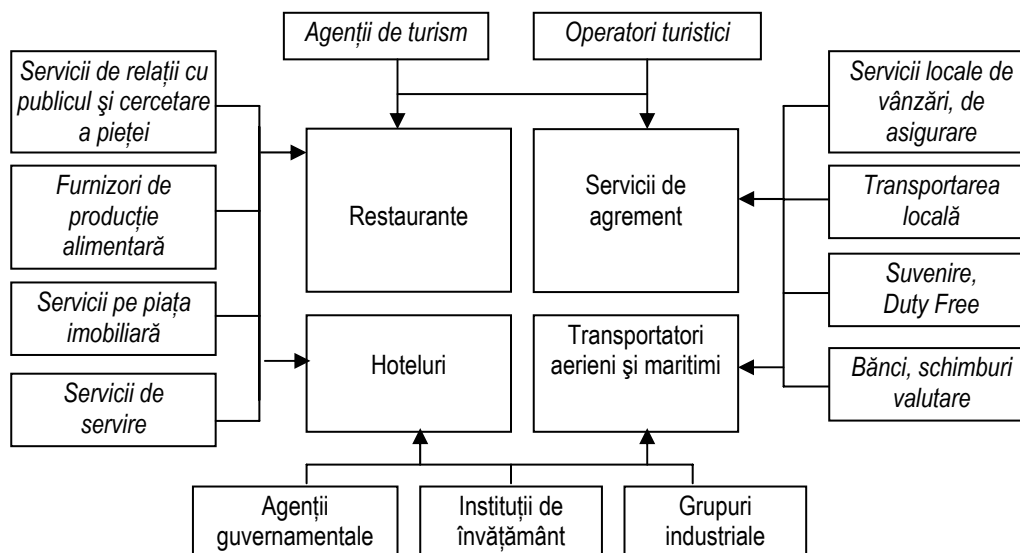 Agenții de turism
Operatori turistici
Servicii de relații cu
publicul şi cercetare
a pieței
Furnizori de
producție
alimentară
Servicii pe piața
imobiliară
Servicii de
servire
Restaurante
Servicii de
agrement
Hoteluri
Transportatori
aerieni şi maritimi
Servicii locale de
vânzări, de
asigurare
Transportarea
locală
Suvenire,
Duty Free
Bănci, schimburi
valutare
Agenții
guvernamentale
Instituții de
învățământ
Grupuri
industriale